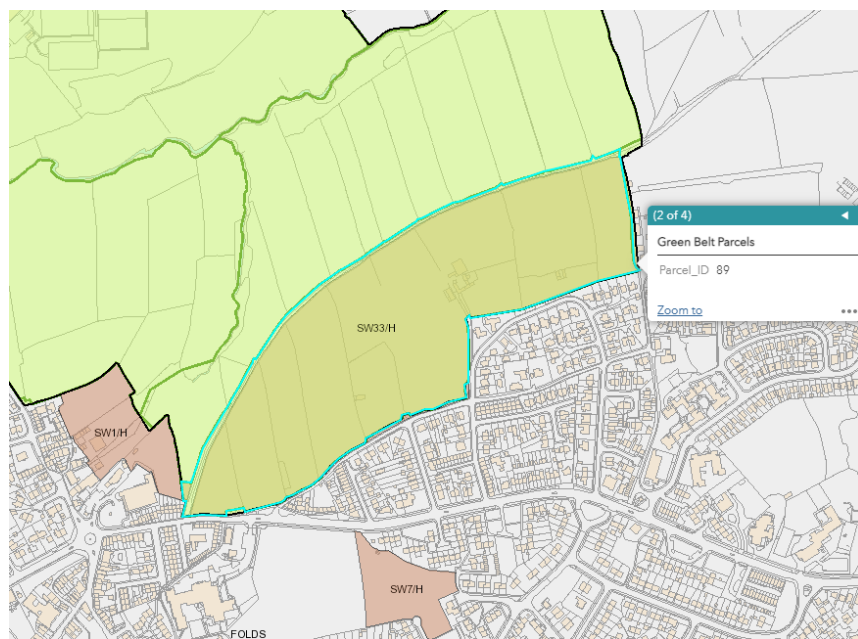 (2 of 4)
Green Belt Parcels
Parcel_ID 89
Zoom to
SW33/H
SW1/H
SW7/H
FOLDS